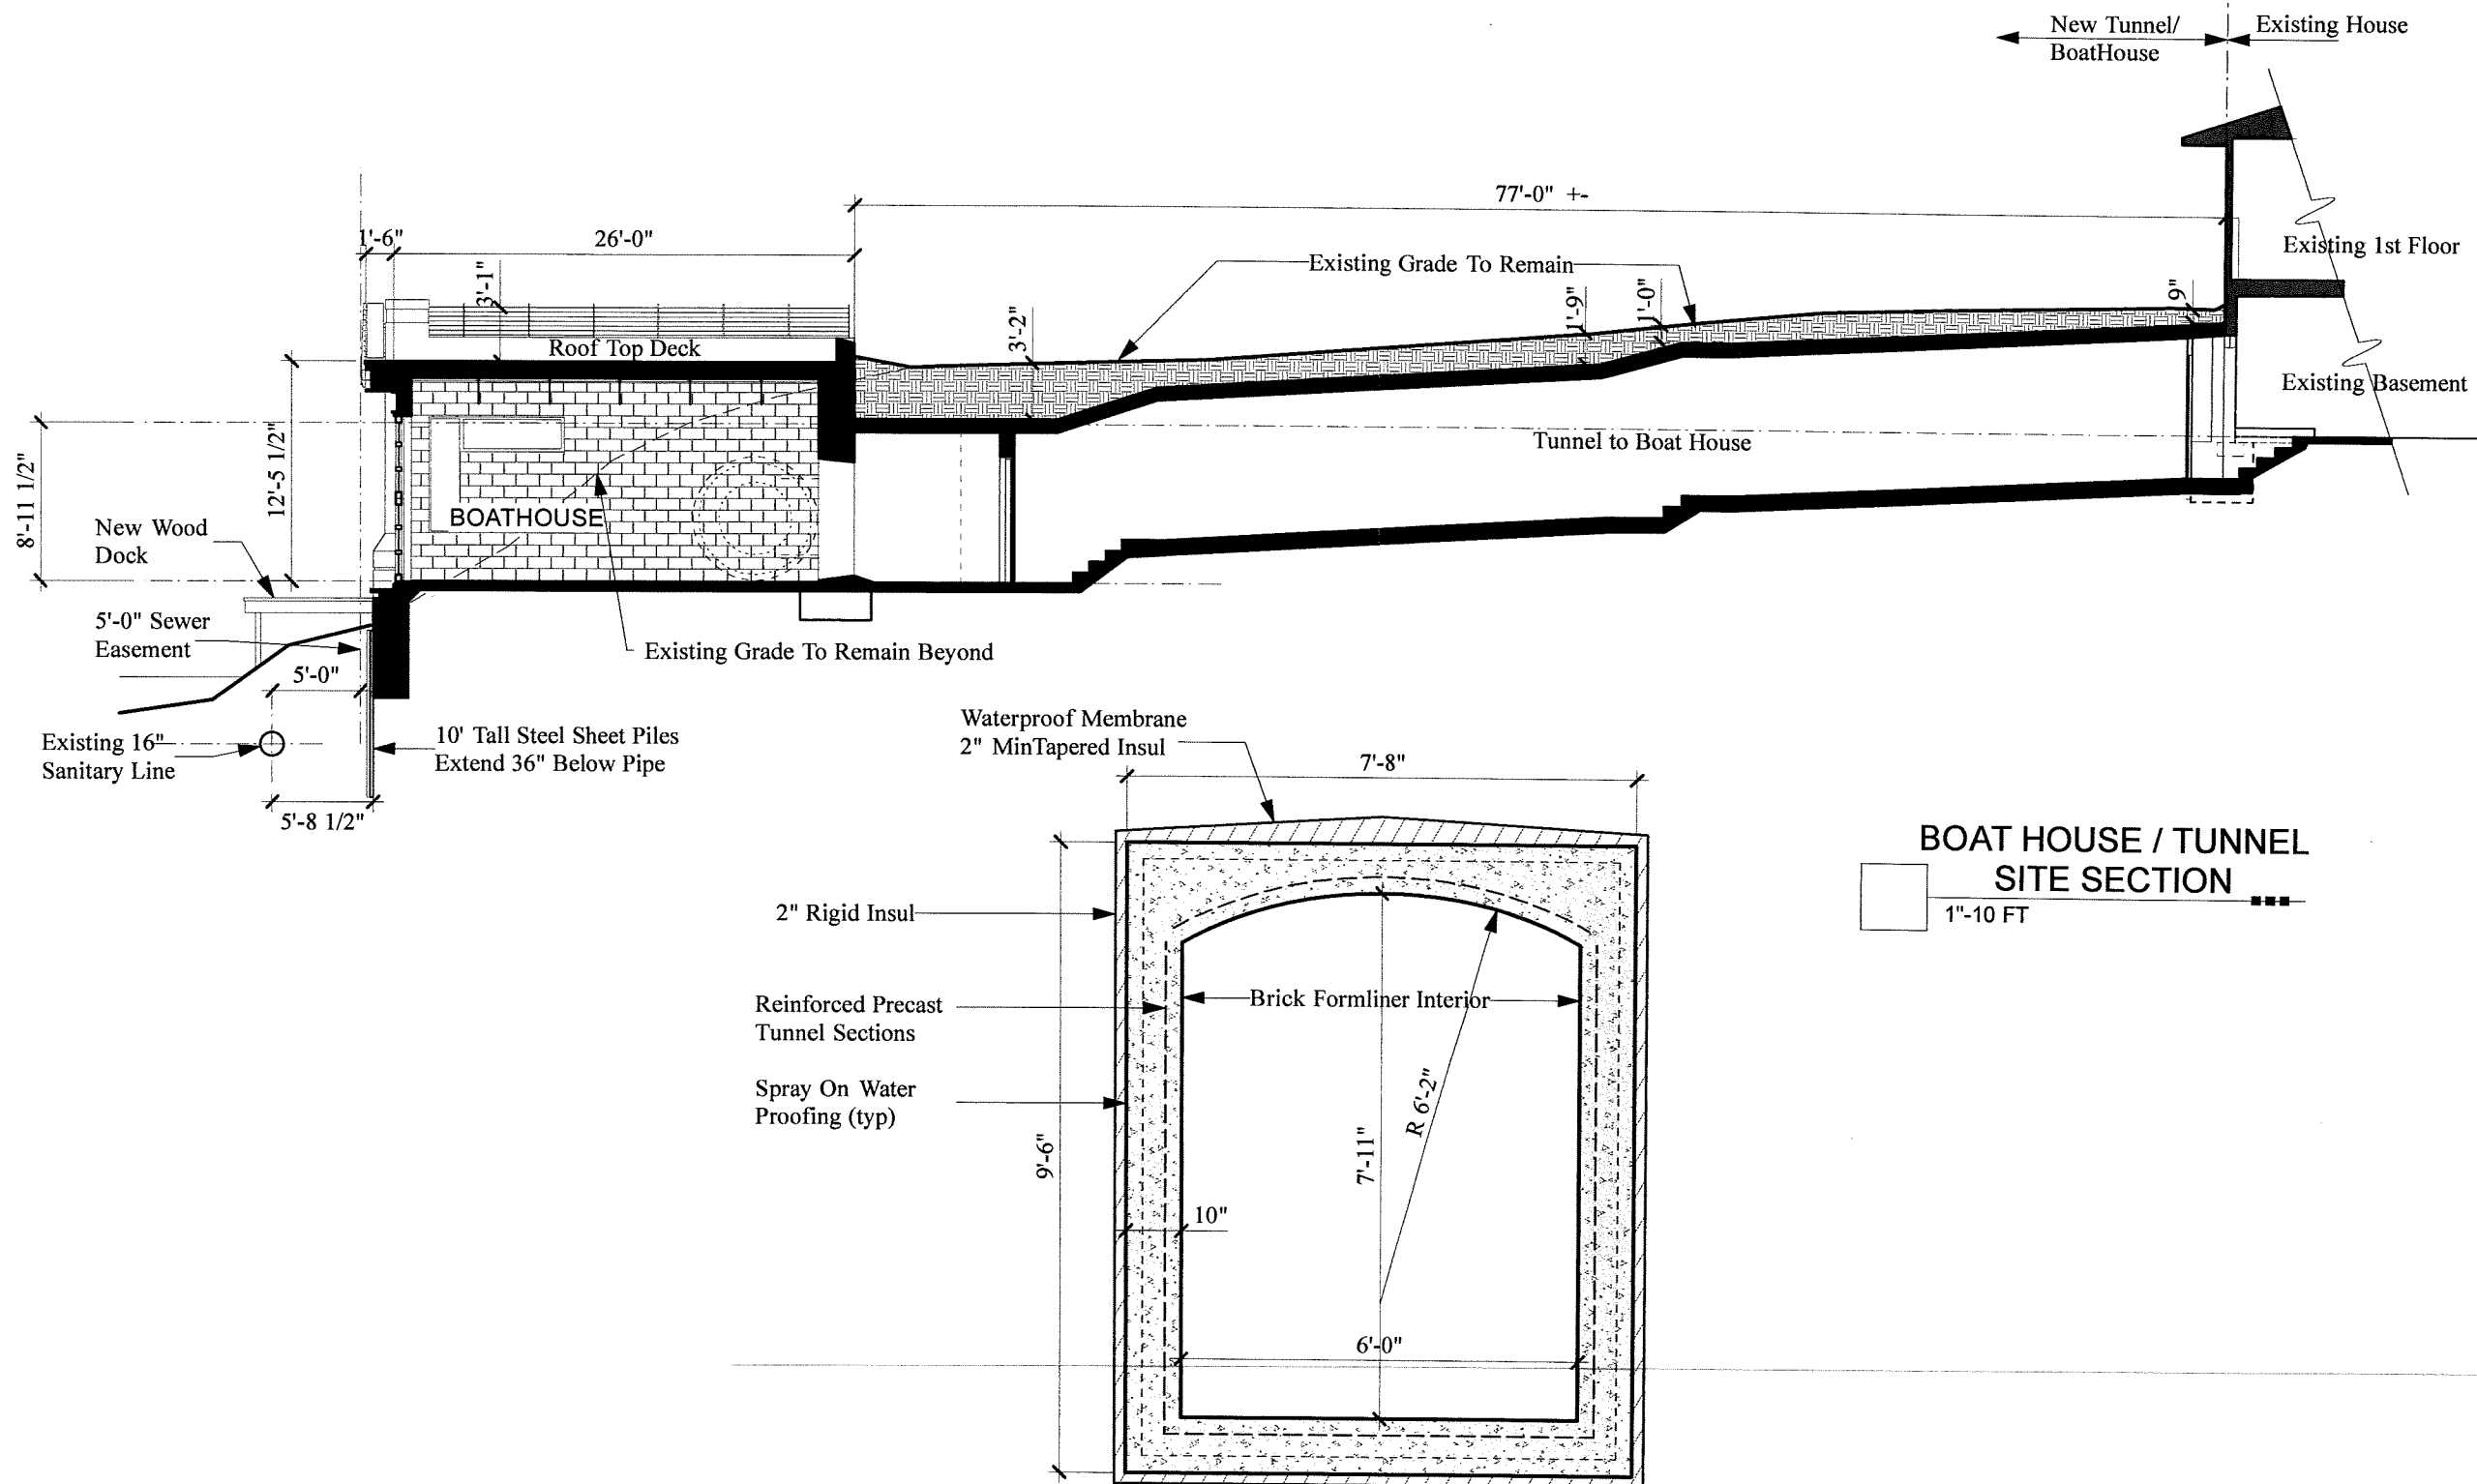 New Tunnel/
BoatHouse
Existing House
77'-0" +-
1'-6"
26'-0"
3'-1"
Existing Grade To Remain
Existing 1st Floor
3'-2"
1'-9"
1'-0"
9"
Roof Top Deck
Existing Basement
Tunnel to Boat House
8'-11 1/2"
12'-5 1/2"
BOATHOUSE
New Wood
Dock
5'-0" Sewer
Easement
Existing Grade To Remain Beyond
5'-0"
Existing 16"
Sanitary Line
10' Tall Steel Sheet Piles
Extend 36" Below Pipe
5'-8 1/2"
Waterproof Membrane
2" MinTapered Insul
7'-8"
BOAT HOUSE / TUNNEL
SITE SECTION
1"-10 FT
2" Rigid Insul
Reinforced Precast
Tunnel Sections
Brick Formliner Interior
Spray On Water
Proofing (typ)
R 6'-2"
7'-11"
9'-6"
10"
6'-0"